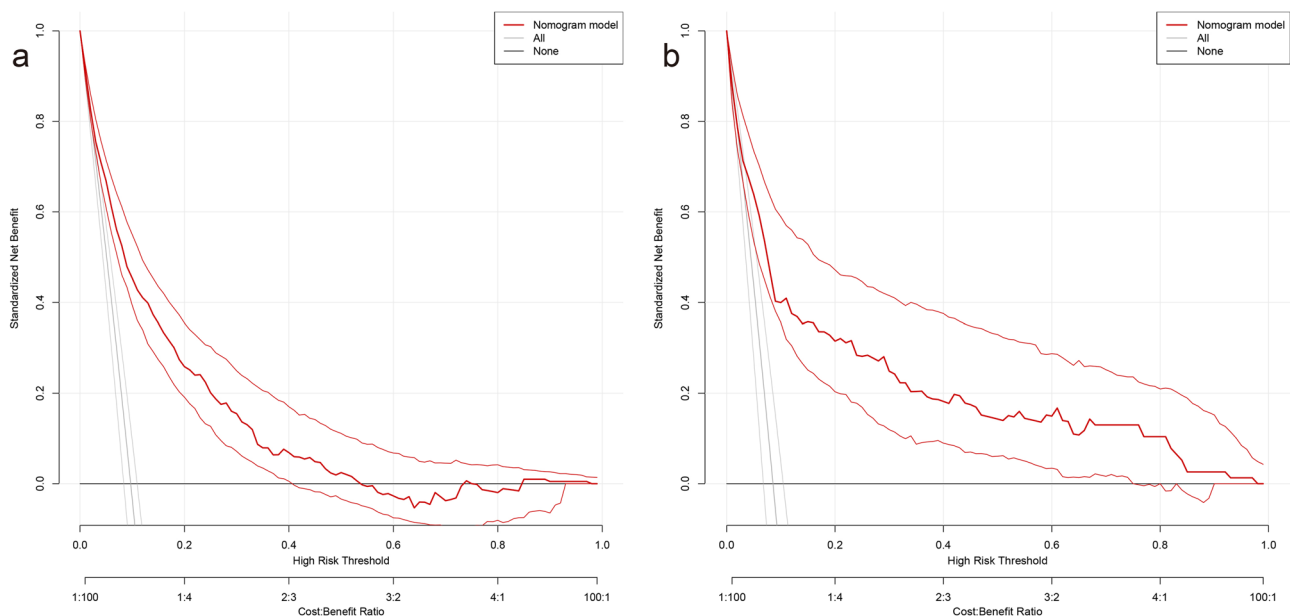 a
Nomogram model
All
None
Standardized Net Benefit
1.0
0.8
0.6
0.4
0.2
0.0
0.0 0.2 0.4 0.6 0.8 1.0
High Risk Threshold
1:100 1:4 2:3 3:2 4:1 100:1
Cost:Benefit Ratio
b
Nomogram model
All
None
Standardized Net Benefit
1.0
0.8
0.6
0.4
0.2
0.0
0.0 0.2 0.4 0.6 0.8 1.0
High Risk Threshold
1:100 1:4 2:3 3:2 4:1 100:1
Cost:Benefit Ratio